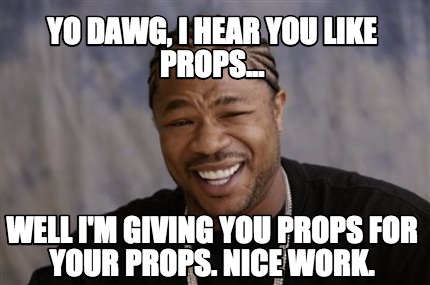 YO DAWG, I HEAR YOU LIKE
PROPS...
WELL I'M GIVING YOU PROPS FOR
YOUR PROPS. NICE WORK.